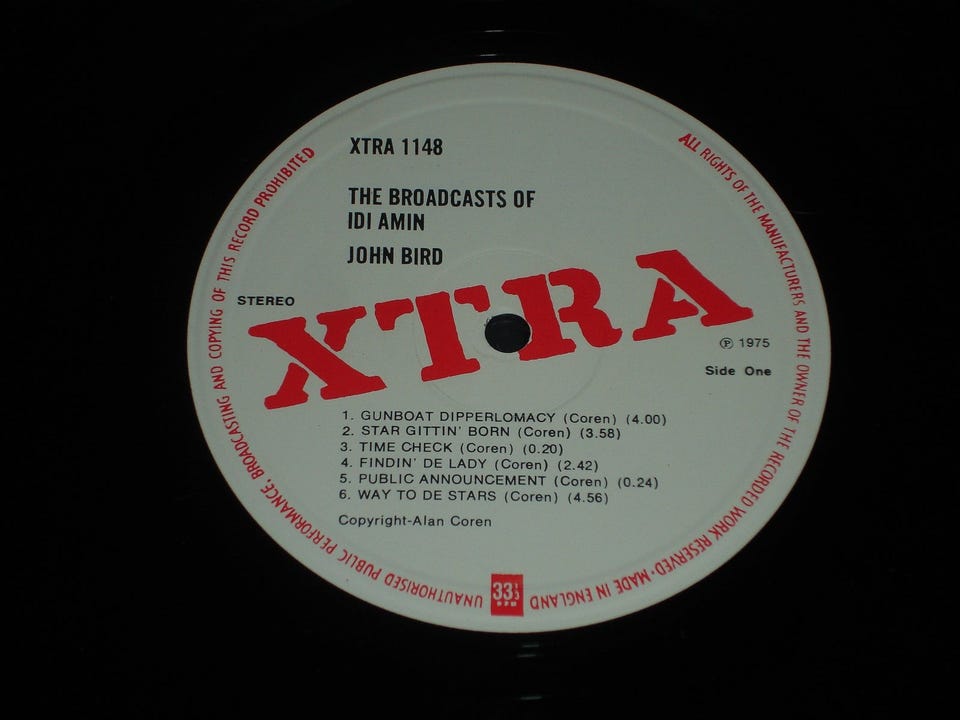 XTRA 1148
THE BROADCASTS OF
IDI AMIN
JOHN BIRD
STEREO
XTRA
℗ 1975
Side One
1. GUNBOAT DIPPERLOMACY (Coren) (4.00)
2. STAR GITTIN' BORN (Coren) (3.58)
3. TIME CHECK (Coren) (0.20)
4. FINDIN' DE LADY (Coren) (2.42)
5. PUBLIC ANNOUNCEMENT (Coren) (0.24)
6. WAY TO DE STARS (Coren) (4.56)
Copyright-Alan Coren
ALL RIGHTS OF THE MANUFACTURERS AND THE OWNER OF THE RECORDED WORK RESERVED · MADE IN ENGLAND
33⅓
UNAUTHORISED PUBLIC PERFORMANCE, BROADCASTING AND COPYING OF THIS RECORD PROHIBITED